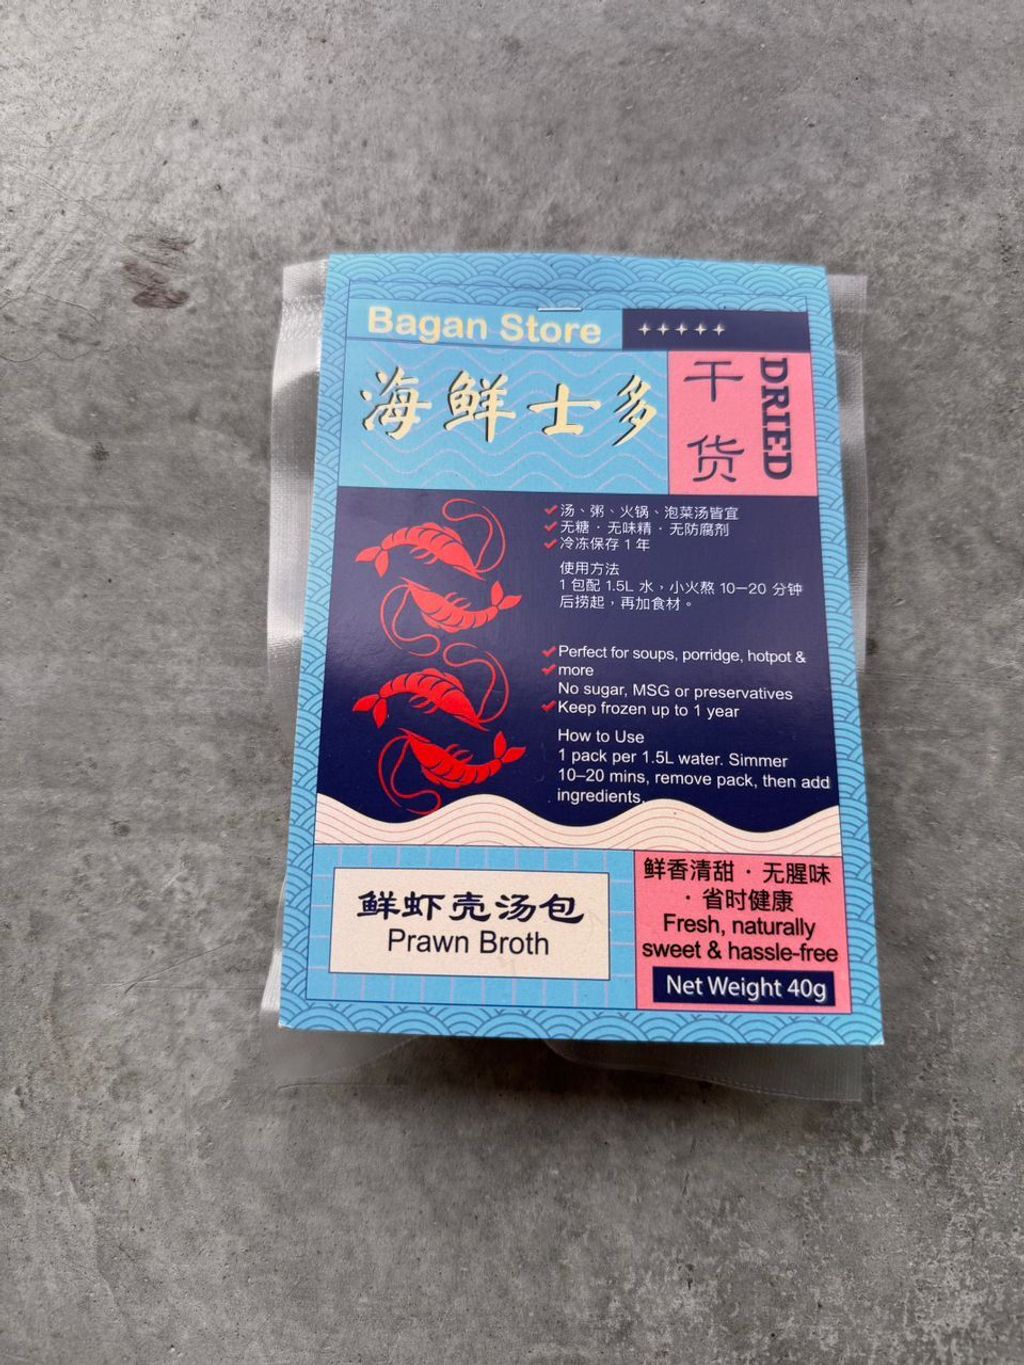 Bagan Store
海鲜士多
干货
DRIED
汤、粥、火锅、泡菜汤皆宜
无糖·无味精·无防腐剂
冷冻保存 1 年
使用方法
1 包配 1.5L 水，小火熬 10—20 分钟
后捞起，再加食材。
Perfect for soups, porridge, hotpot &
more
No sugar, MSG or preservatives
Keep frozen up to 1 year
How to Use
1 pack per 1.5L water. Simmer
10–20 mins, remove pack, then add
ingredients.
鲜虾壳汤包
Prawn Broth
鲜香清甜 · 无腥味
· 省时健康
Fresh, naturally
sweet & hassle-free
Net Weight 40g